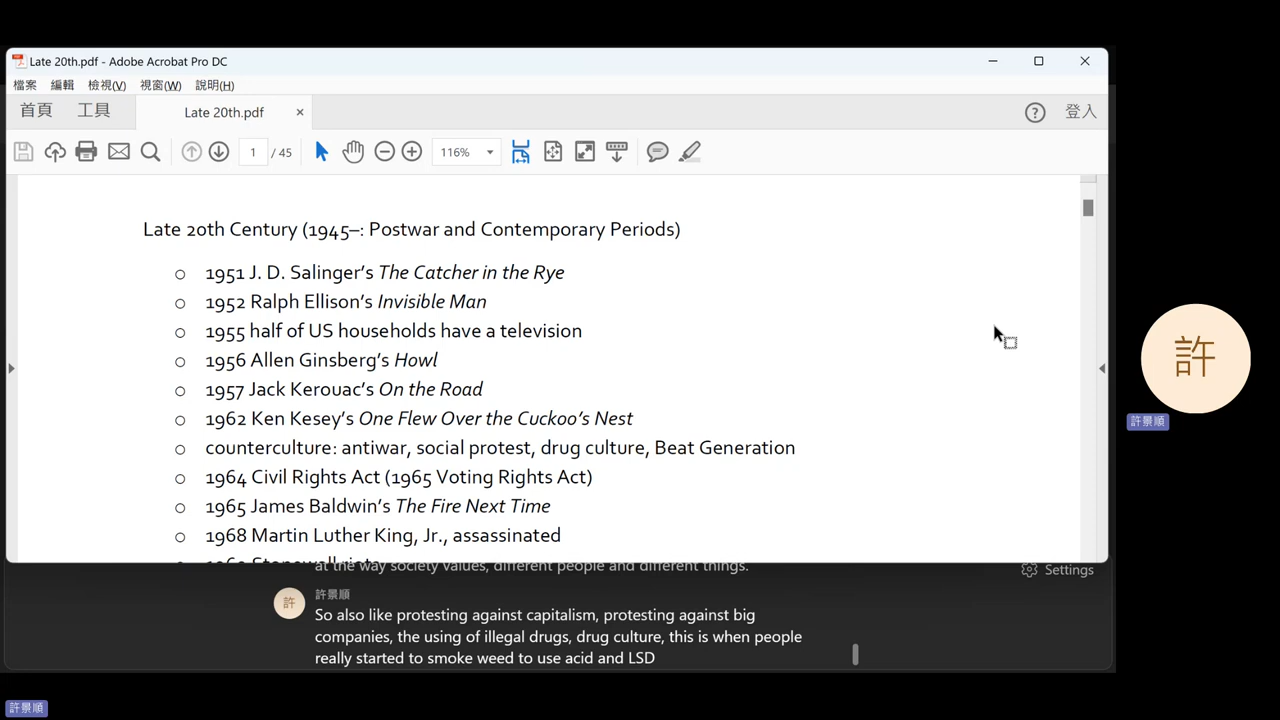 Late 20th.pdf - Adobe Acrobat Pro DC
檔案 編輯 檢視(V) 視窗(W) 說明(H)
首頁 工具 Late 20th.pdf × ? 登入
1 / 45 116%
Late 20th Century (1945–: Postwar and Contemporary Periods)
○ 1951 J. D. Salinger’s The Catcher in the Rye
○ 1952 Ralph Ellison’s Invisible Man
○ 1955 half of US households have a television
○ 1956 Allen Ginsberg’s Howl
○ 1957 Jack Kerouac’s On the Road
○ 1962 Ken Kesey’s One Flew Over the Cuckoo’s Nest
○ counterculture: antiwar, social protest, drug culture, Beat Generation
○ 1964 Civil Rights Act (1965 Voting Rights Act)
○ 1965 James Baldwin’s The Fire Next Time
○ 1968 Martin Luther King, Jr., assassinated
at the way society values, different people and different things.
Settings
許
許景順
So also like protesting against capitalism, protesting against big
companies, the using of illegal drugs, drug culture, this is when people
really started to smoke weed to use acid and LSD
許
許景順
許景順